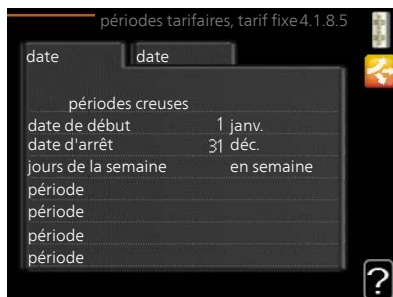 périodes tarifaires, tarif fixe 4.1.8.5
date date
périodes creuses
date de début 1 janv.
date d'arrêt 31 déc.
jours de la semaine en semaine
période
période
période
période
?